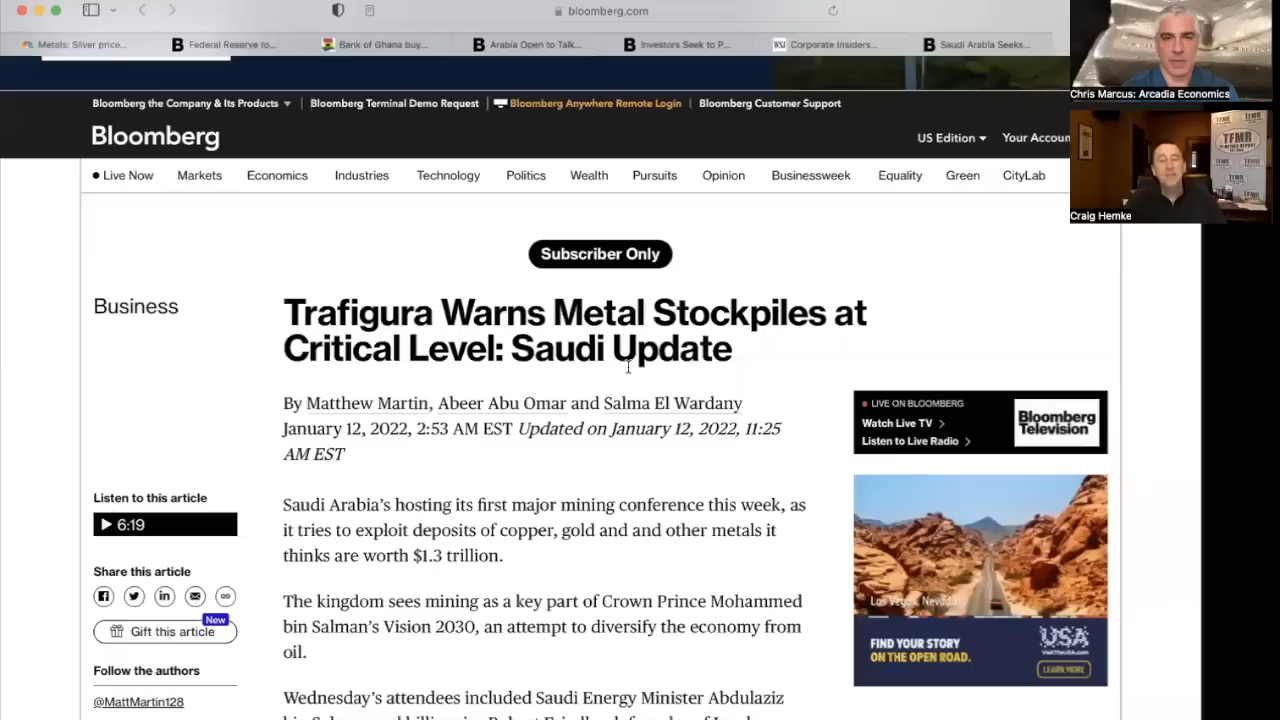 bloomberg.com
Metals: Silver price...
Federal Reserve to...
Bank of Ghana buy...
Arabia Open to Talk...
Investors Seek to P...
WSJ
Corporate Insiders...
Saudi Arabia Seeks...
Chris Marcus: Arcadia Economics
TFMR
Craig Hemke
Bloomberg the Company & Its Products
Bloomberg Terminal Demo Request
Bloomberg Anywhere Remote Login
Bloomberg Customer Support
Bloomberg
US Edition
Your Accoun
Live Now
Markets
Economics
Industries
Technology
Politics
Wealth
Pursuits
Opinion
Businessweek
Equality
Green
CityLab
Subscriber Only
Business
Trafigura Warns Metal Stockpiles at
Critical Level: Saudi Update
By Matthew Martin, Abeer Abu Omar and Salma El Wardany
January 12, 2022, 2:53 AM EST Updated on January 12, 2022, 11:25
AM EST
LIVE ON BLOOMBERG
Watch Live TV
Listen to Live Radio
Bloomberg
Television
Listen to this article
6:19
Share this article
New
Gift this article
Follow the authors
@MattMartin128
Saudi Arabia’s hosting its first major mining conference this week, as
it tries to exploit deposits of copper, gold and and other metals it
thinks are worth $1.3 trillion.
The kingdom sees mining as a key part of Crown Prince Mohammed
bin Salman’s Vision 2030, an attempt to diversify the economy from
oil.
Wednesday’s attendees included Saudi Energy Minister Abdulaziz
Las Vegas, Nevada
FIND YOUR STORY
ON THE OPEN ROAD.
USA
VisitTheUSA.com
LEARN MORE